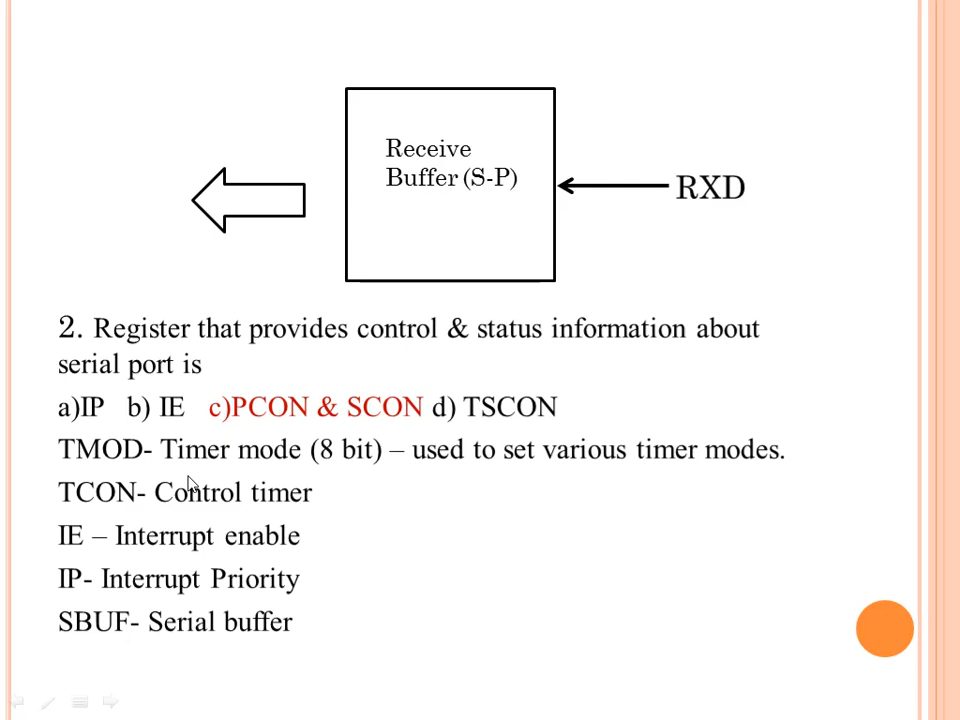 Receive
Buffer (S-P)
RXD
2. Register that provides control & status information about
serial port is
a)IP b) IE c)PCON & SCON d) TSCON
TMOD- Timer mode (8 bit) – used to set various timer modes.
TCON- Control timer
IE – Interrupt enable
IP- Interrupt Priority
SBUF- Serial buffer